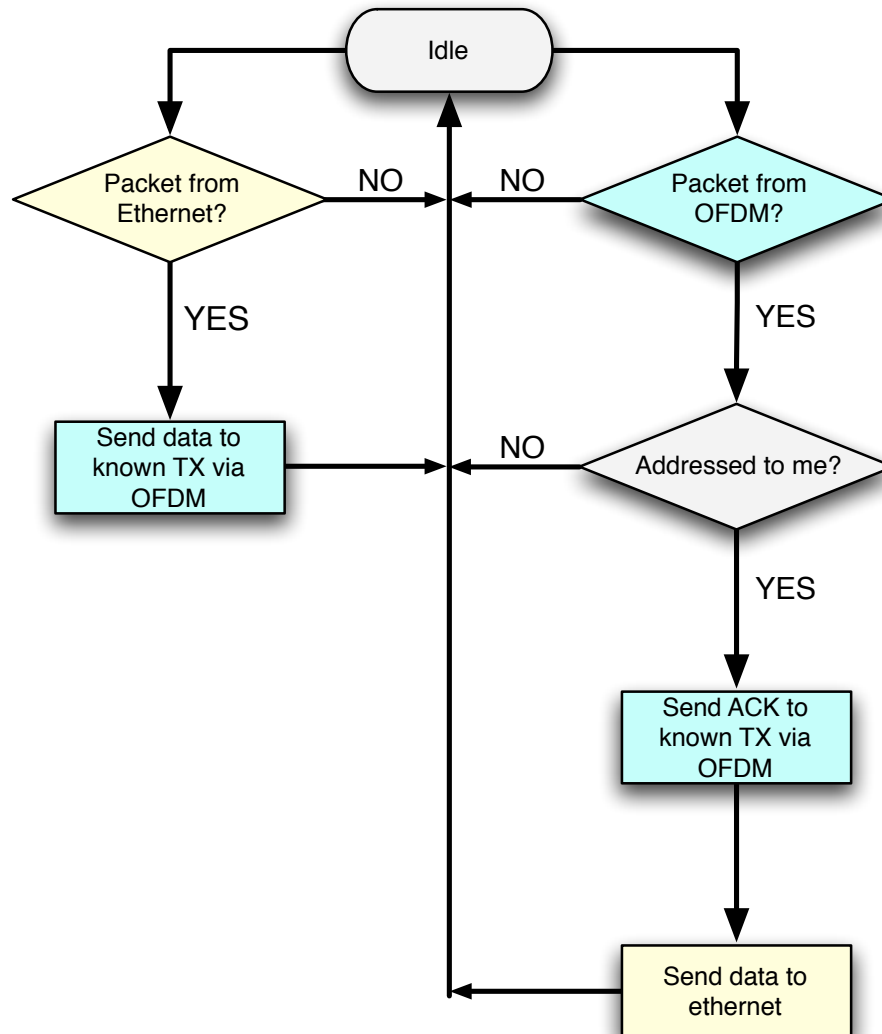 Idle
Packet from
Ethernet?
NO
NO
Packet from
OFDM?
YES
YES
Send data to
known TX via
OFDM
NO
Addressed to me?
YES
Send ACK to
known TX via
OFDM
Send data to
ethernet